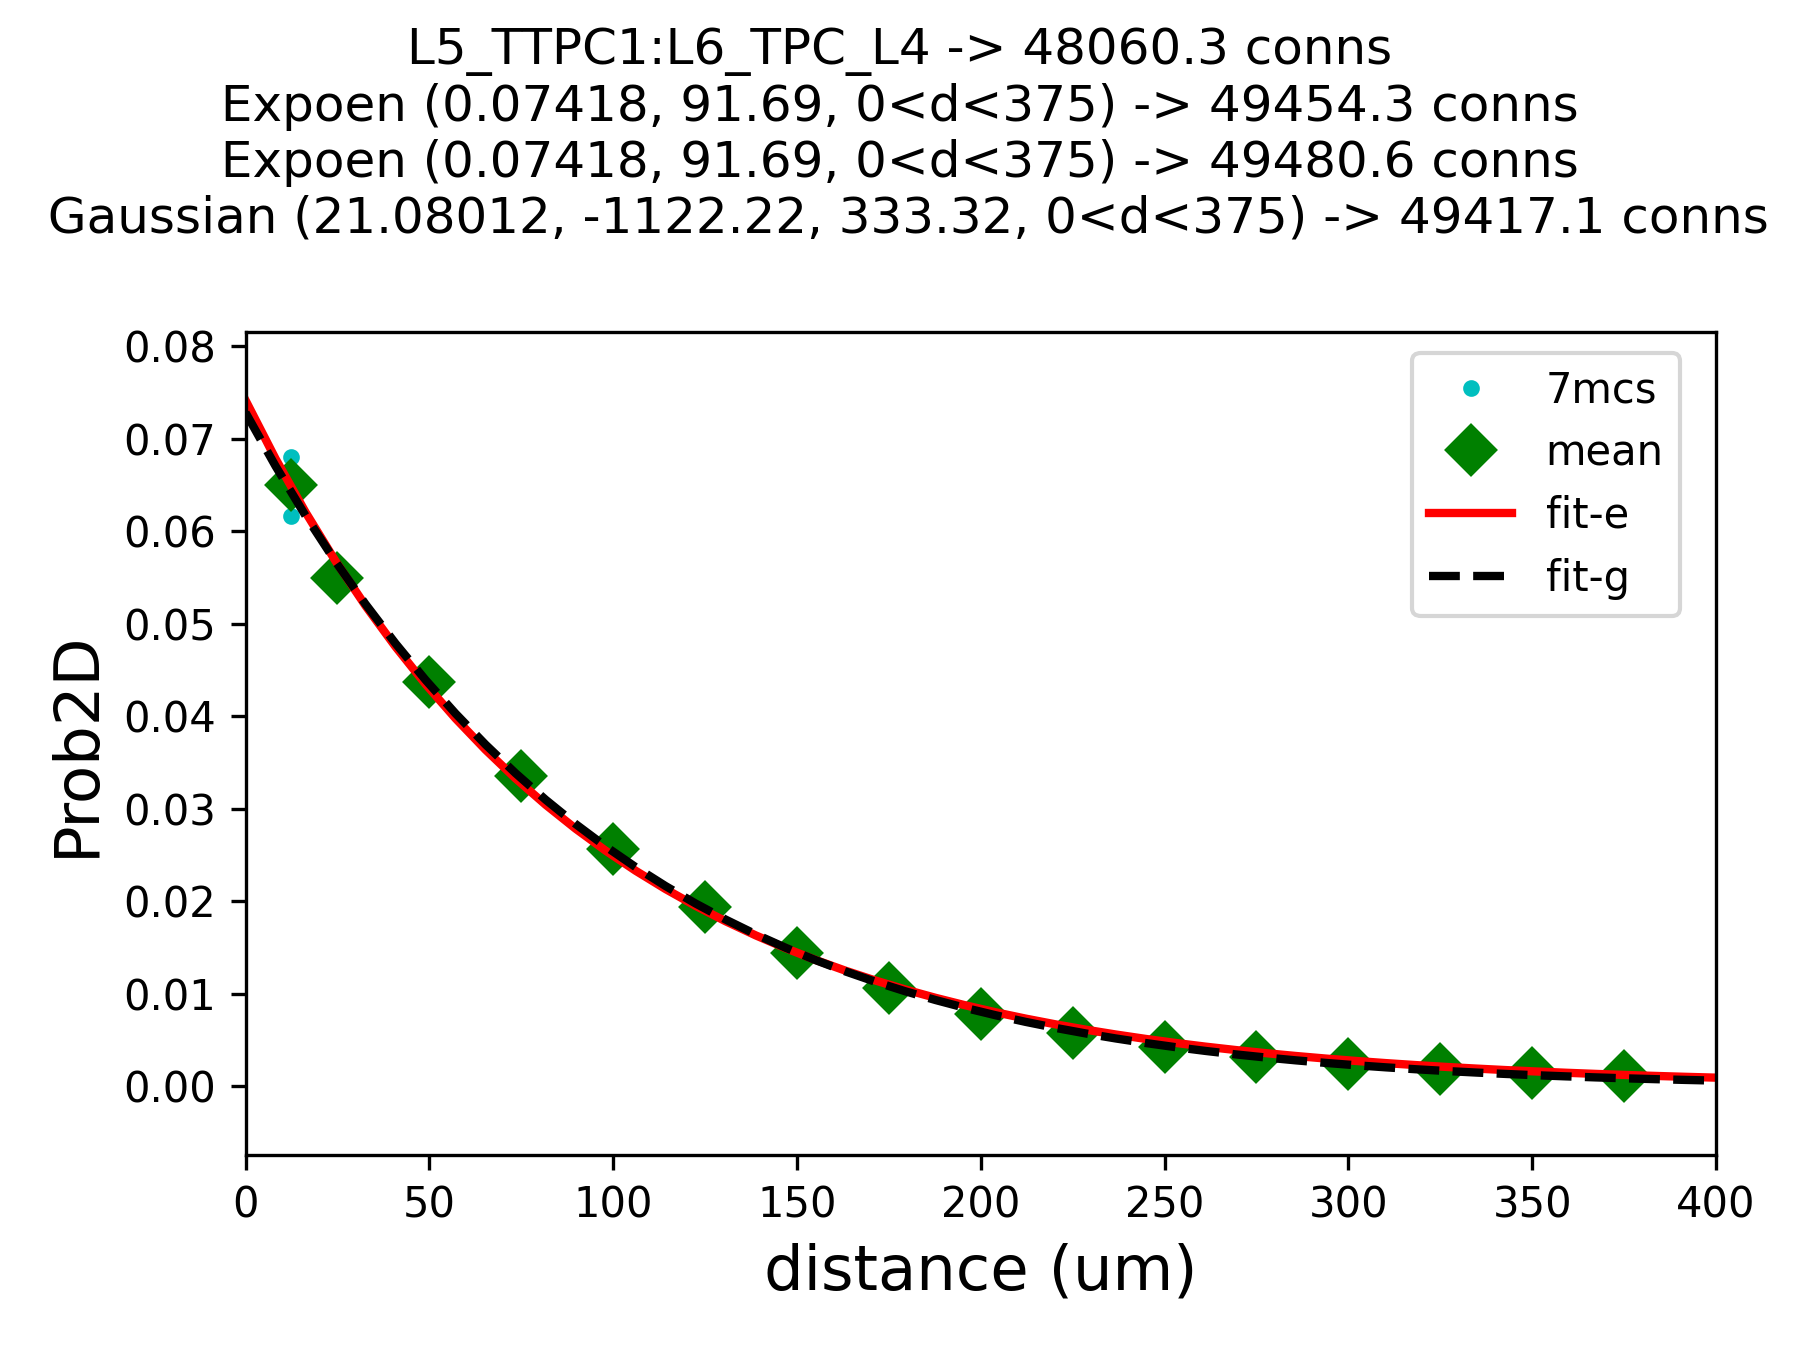 L5_TTPC1:L6_TPC_L4 -> 48060.3 conns
Expoen (0.07418, 91.69, 0<d<375) -> 49454.3 conns
Expoen (0.07418, 91.69, 0<d<375) -> 49480.6 conns
Gaussian (21.08012, -1122.22, 333.32, 0<d<375) -> 49417.1 conns
0.08
0.07
0.06
0.05
0.04
0.03
0.02
0.01
0.00
Prob2D
7mcs
mean
fit-e
fit-g
0 50 100 150 200 250 300 350 400
distance (um)